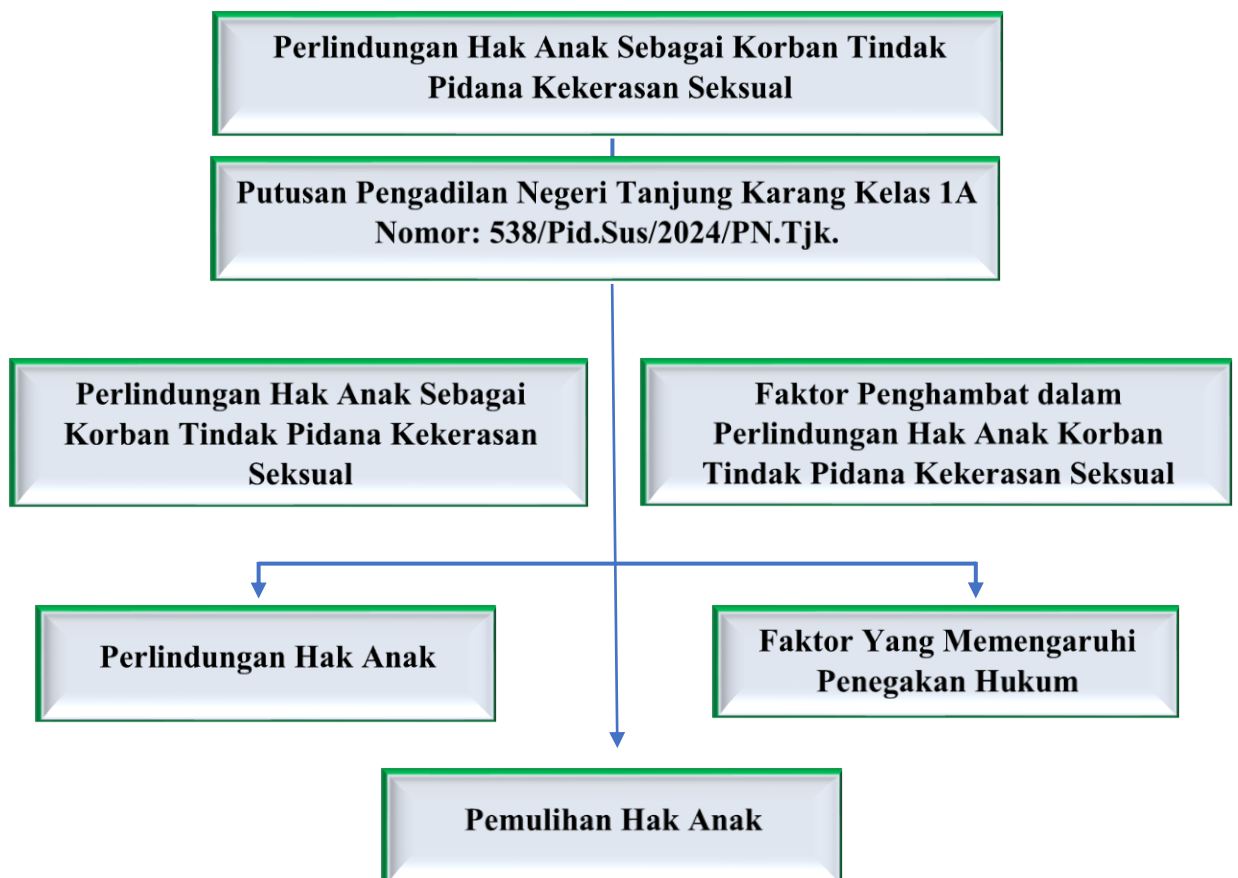 Perlindungan Hak Anak Sebagai Korban Tindak
Pidana Kekerasan Seksual
Putusan Pengadilan Negeri Tanjung Karang Kelas 1A
Nomor: 538/Pid.Sus/2024/PN.Tjk.
Perlindungan Hak Anak Sebagai
Korban Tindak Pidana Kekerasan
Seksual
Faktor Penghambat dalam
Perlindungan Hak Anak Korban
Tindak Pidana Kekerasan Seksual
Perlindungan Hak Anak
Faktor Yang Memengaruhi
Penegakan Hukum
Pemulihan Hak Anak